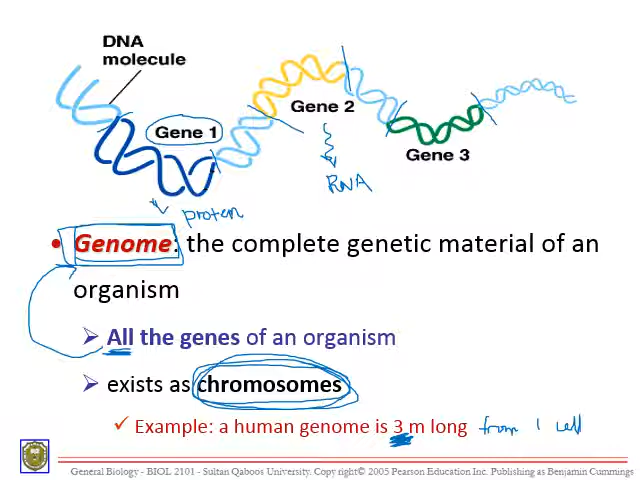 DNA
molecule
Gene 1
Gene 2
Gene 3
RNA
protein
• Genome: the complete genetic material of an
organism
➢ All the genes of an organism
➢ exists as chromosomes
✓ Example: a human genome is 3 m long from 1 cell
General Biology - BIOL 2101 - Sultan Qaboos University. Copy right© 2005 Pearson Education Inc. Publishing as Benjamin Cummings